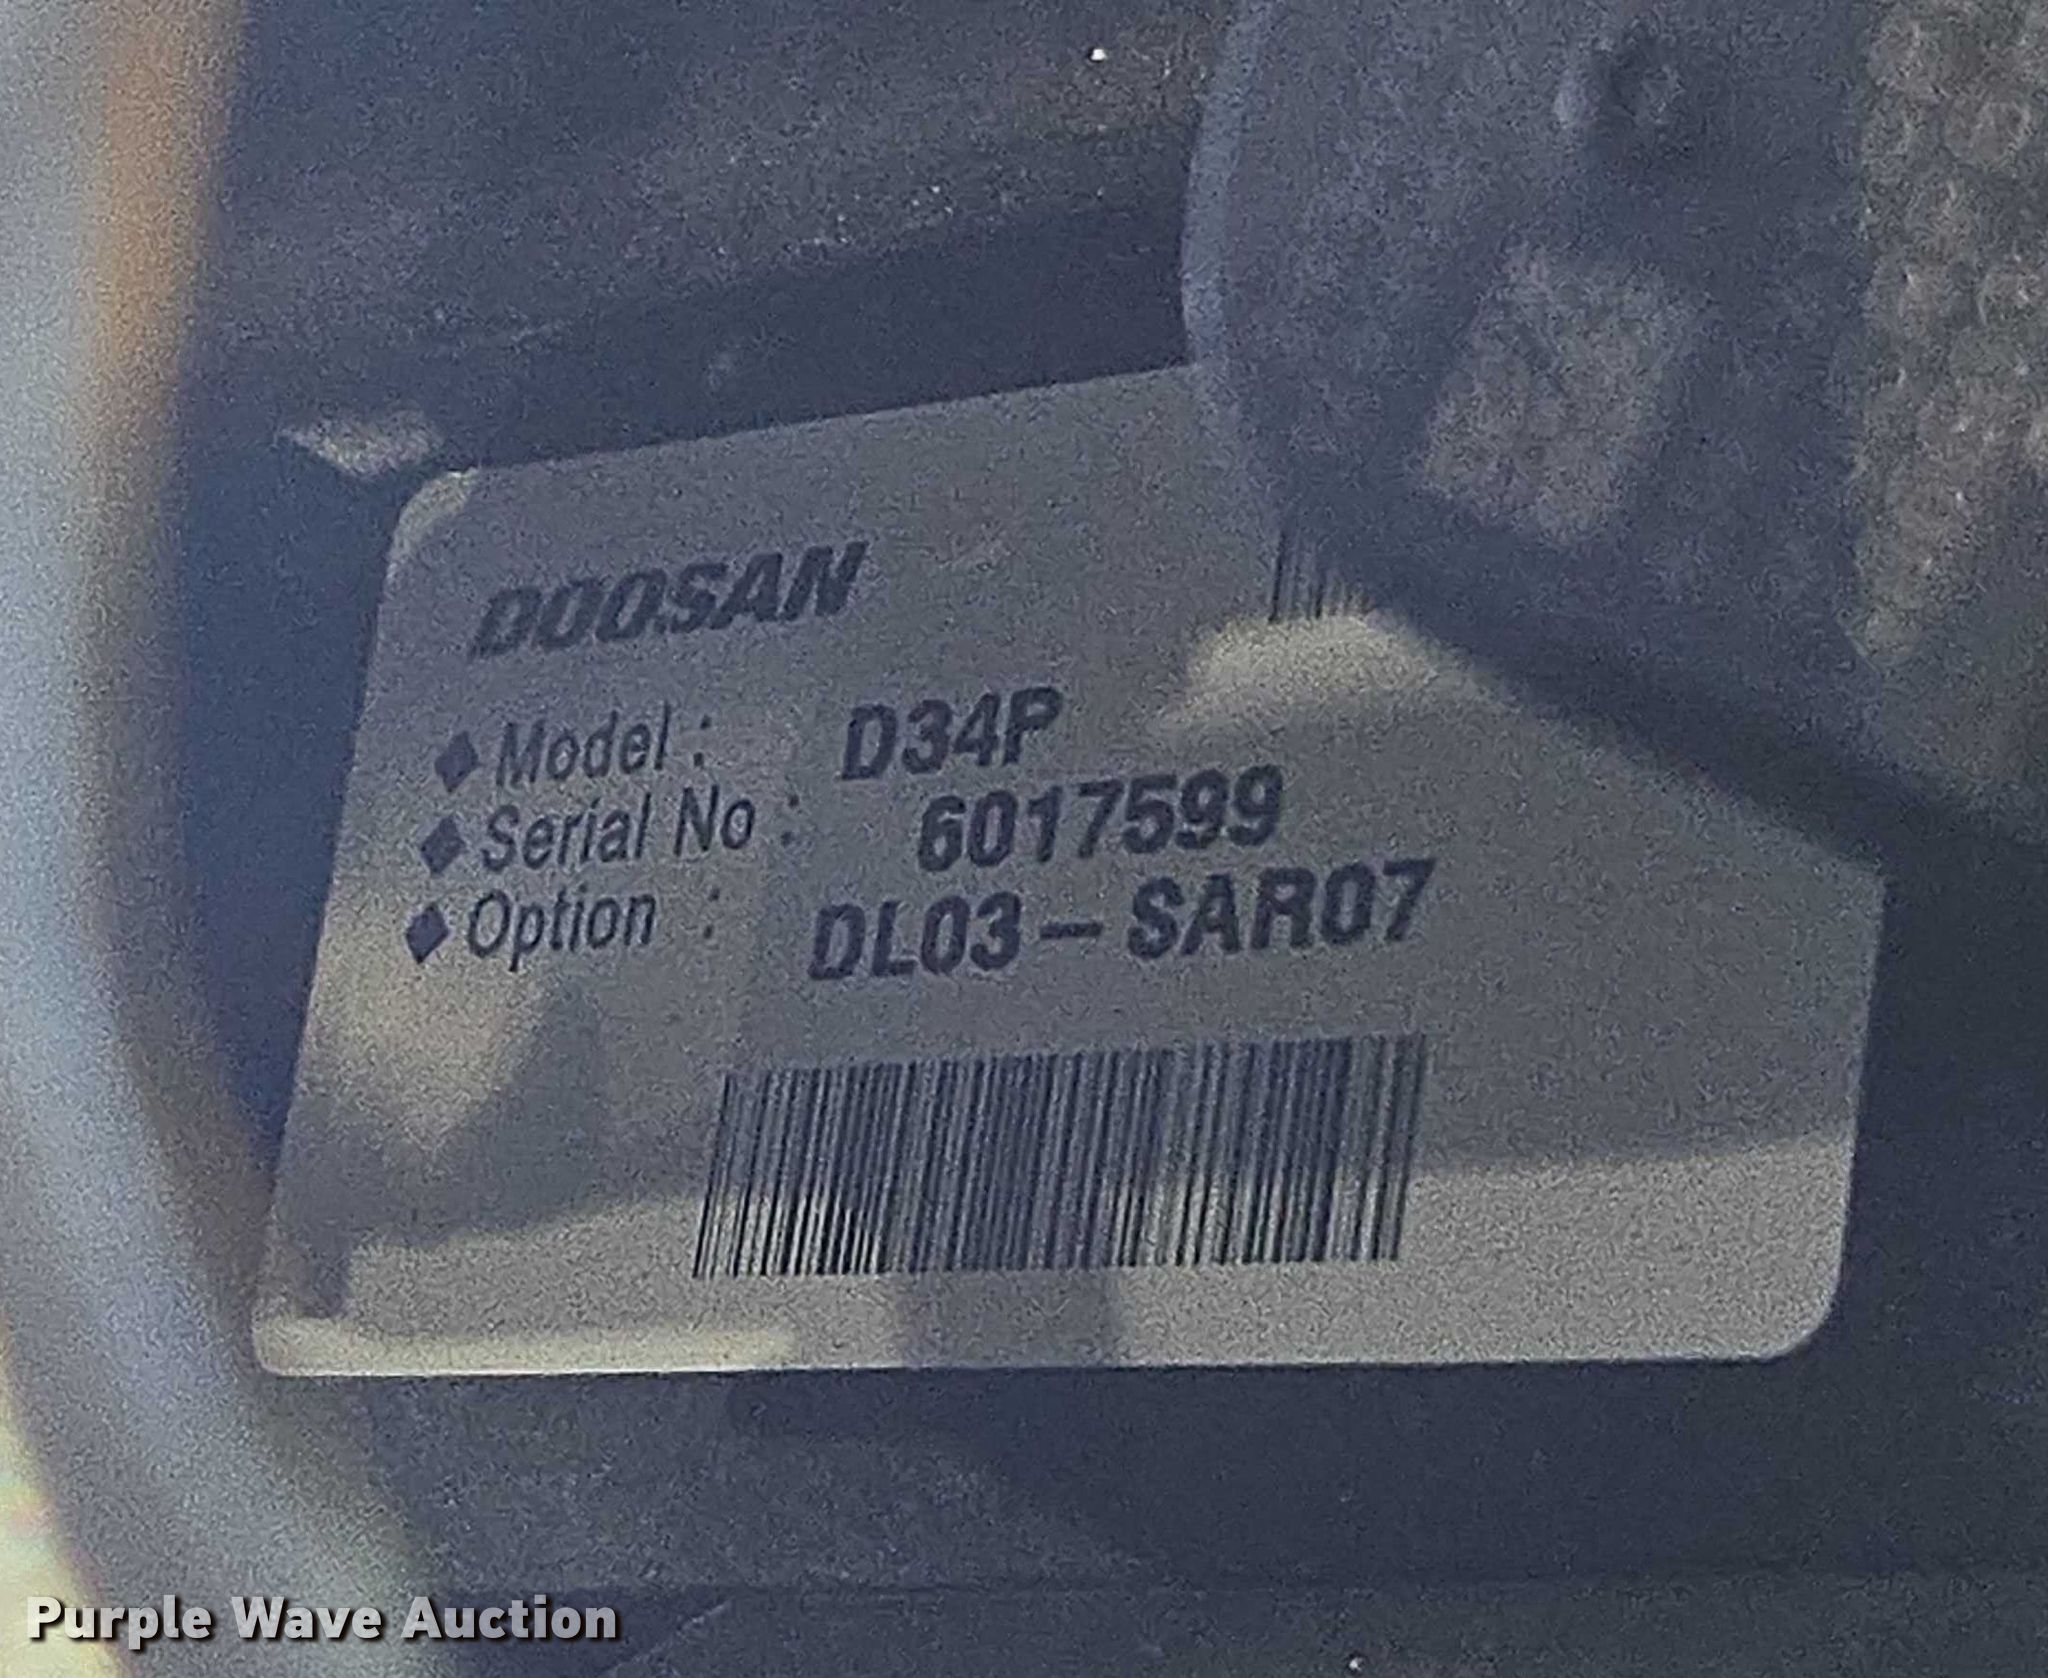 DOOSAN
◆ Model : D34P
◆ Serial No : 6017599
◆ Option : DL03-SAR07
Purple Wave Auction